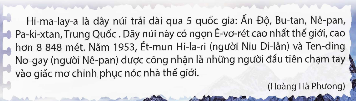 Hi-ma-lay-a là dãy núi trải dài qua 5 quốc gia: Ấn Độ, Bu-tan, Nê-pan,
Pa-ki-xtan, Trung Quốc . Dãy núi này có ngọn Ê-vơ-rét cao nhất thế giới, cao
hơn 8 848 mét. Năm 1953, Ét-mun Hi-la-ri (người Niu Di-lân) và Ten-ding
No-gay (người Nê-pan) được công nhận là những người đầu tiên chạm tay
vào giấc mơ chinh phục nóc nhà thế giới.
(Hoàng Hà Phương)